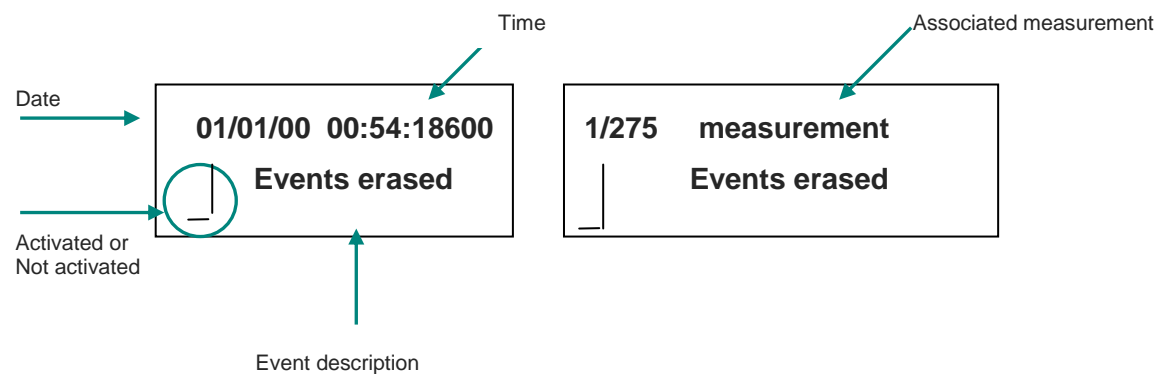 Time
Associated measurement
Date
01/01/00 00:54:18600
Events erased
1/275 measurement
Events erased
Activated or
Not activated
Event description